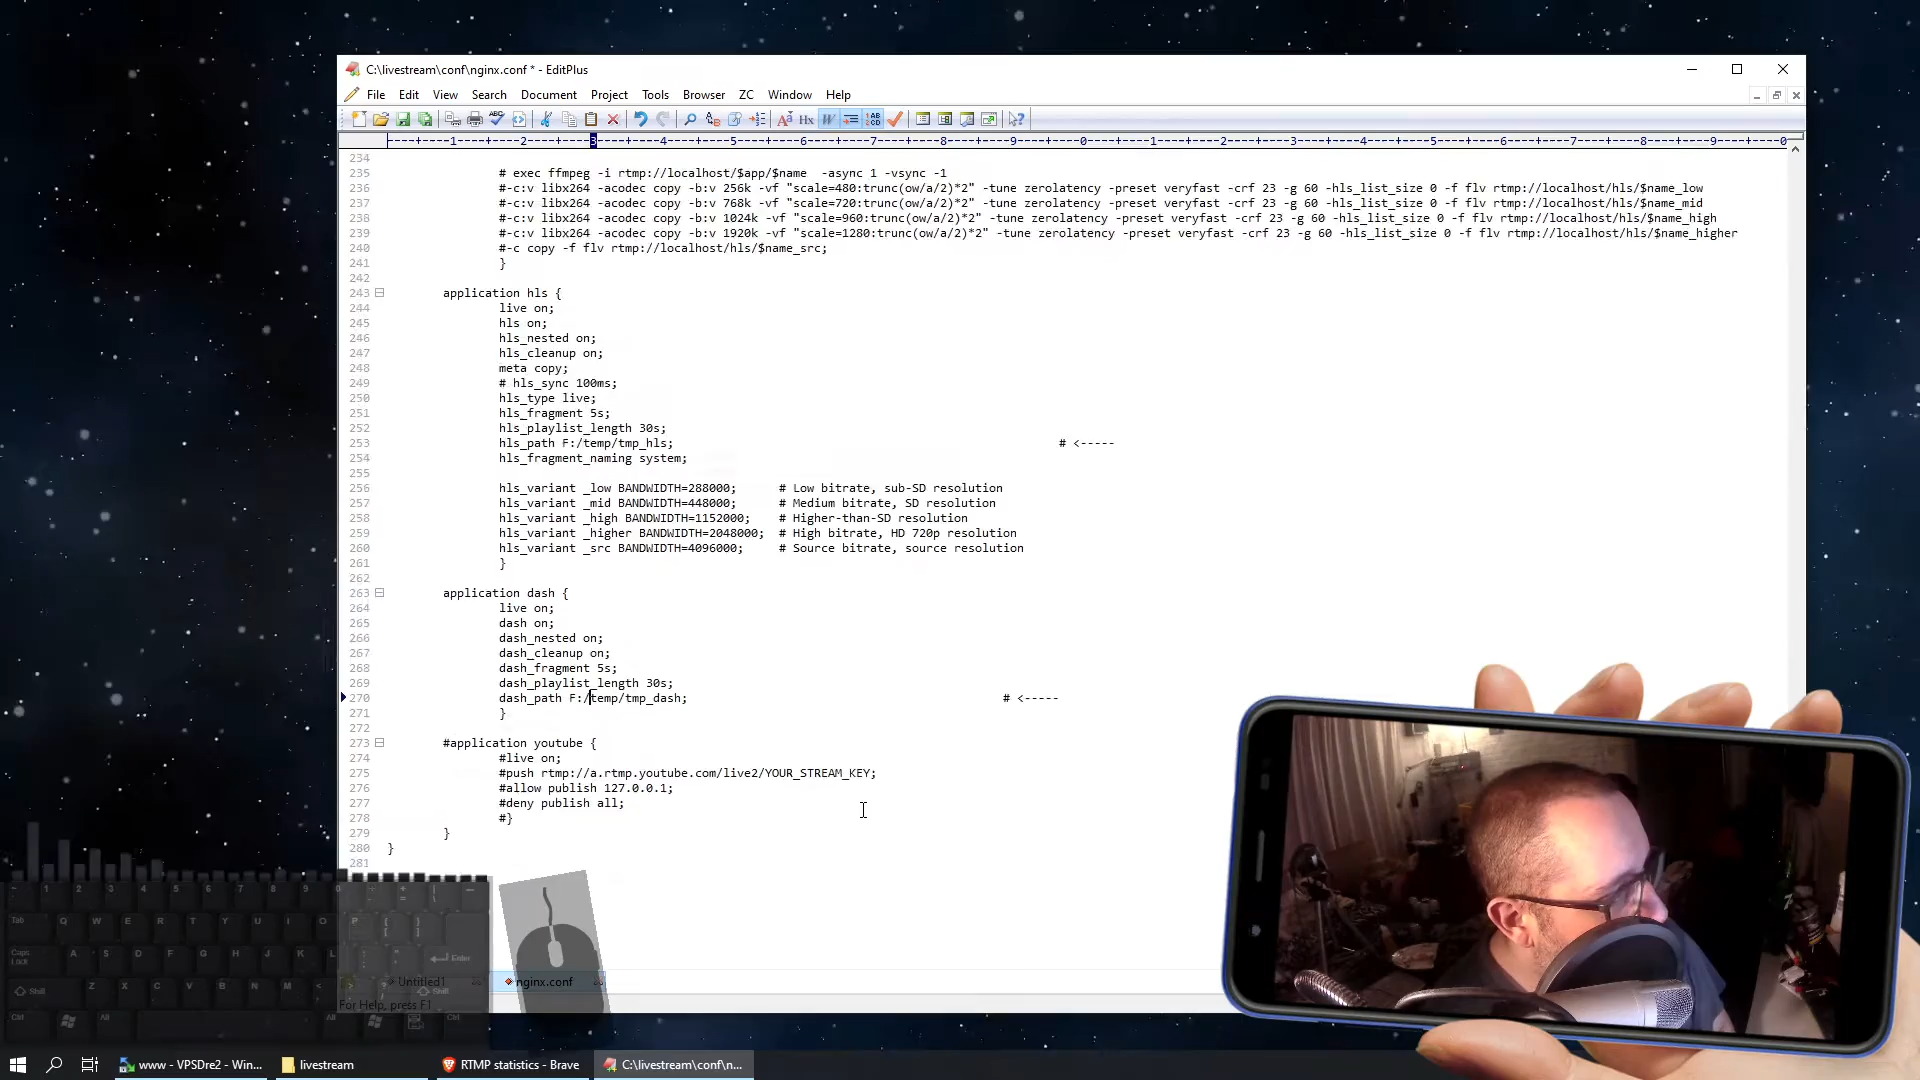 C:\livestream\conf\nginx.conf * - EditPlus
File Edit View Search Document Project Tools Browser ZC Window Help
234
235 # exec ffmpeg -i rtmp://localhost/$app/$name  -async 1 -vsync -1
236 #-c:v libx264 -acodec copy -b:v 256k -vf "scale=480:trunc(ow/a/2)*2" -tune zerolatency -preset veryfast -crf 23 -g 60 -hls_list_size 0 -f flv rtmp://localhost/hls/$name_low
237 #-c:v libx264 -acodec copy -b:v 768k -vf "scale=720:trunc(ow/a/2)*2" -tune zerolatency -preset veryfast -crf 23 -g 60 -hls_list_size 0 -f flv rtmp://localhost/hls/$name_mid
238 #-c:v libx264 -acodec copy -b:v 1024k -vf "scale=960:trunc(ow/a/2)*2" -tune zerolatency -preset veryfast -crf 23 -g 60 -hls_list_size 0 -f flv rtmp://localhost/hls/$name_high
239 #-c:v libx264 -acodec copy -b:v 1920k -vf "scale=1280:trunc(ow/a/2)*2" -tune zerolatency -preset veryfast -crf 23 -g 60 -hls_list_size 0 -f flv rtmp://localhost/hls/$name_higher
240 #-c copy -f flv rtmp://localhost/hls/$name_src;
241 }
242
243 application hls {
244 live on;
245 hls on;
246 hls_nested on;
247 hls_cleanup on;
248 meta copy;
249 # hls_sync 100ms;
250 hls_type live;
251 hls_fragment 5s;
252 hls_playlist_length 30s;
253 hls_path F:/temp/tmp_hls; # <-----
254 hls_fragment_naming system;
255
256 hls_variant _low BANDWIDTH=288000; # Low bitrate, sub-SD resolution
257 hls_variant _mid BANDWIDTH=448000; # Medium bitrate, SD resolution
258 hls_variant _high BANDWIDTH=1152000; # Higher-than-SD resolution
259 hls_variant _higher BANDWIDTH=2048000; # High bitrate, HD 720p resolution
260 hls_variant _src BANDWIDTH=4096000; # Source bitrate, source resolution
261 }
262
263 application dash {
264 live on;
265 dash on;
266 dash_nested on;
267 dash_cleanup on;
268 dash_fragment 5s;
269 dash_playlist_length 30s;
270 dash_path F:/temp/tmp_dash; # <-----
271 }
272
273 #application youtube {
274 #live on;
275 #push rtmp://a.rtmp.youtube.com/live2/YOUR_STREAM_KEY;
276 #allow publish 127.0.0.1;
277 #deny publish all;
278 #}
279 }
280 }
281
Untitled1 nginx.conf
For Help, press F1
www - VPSDre2 - Win... livestream RTMP statistics - Brave C:\livestream\conf\n...